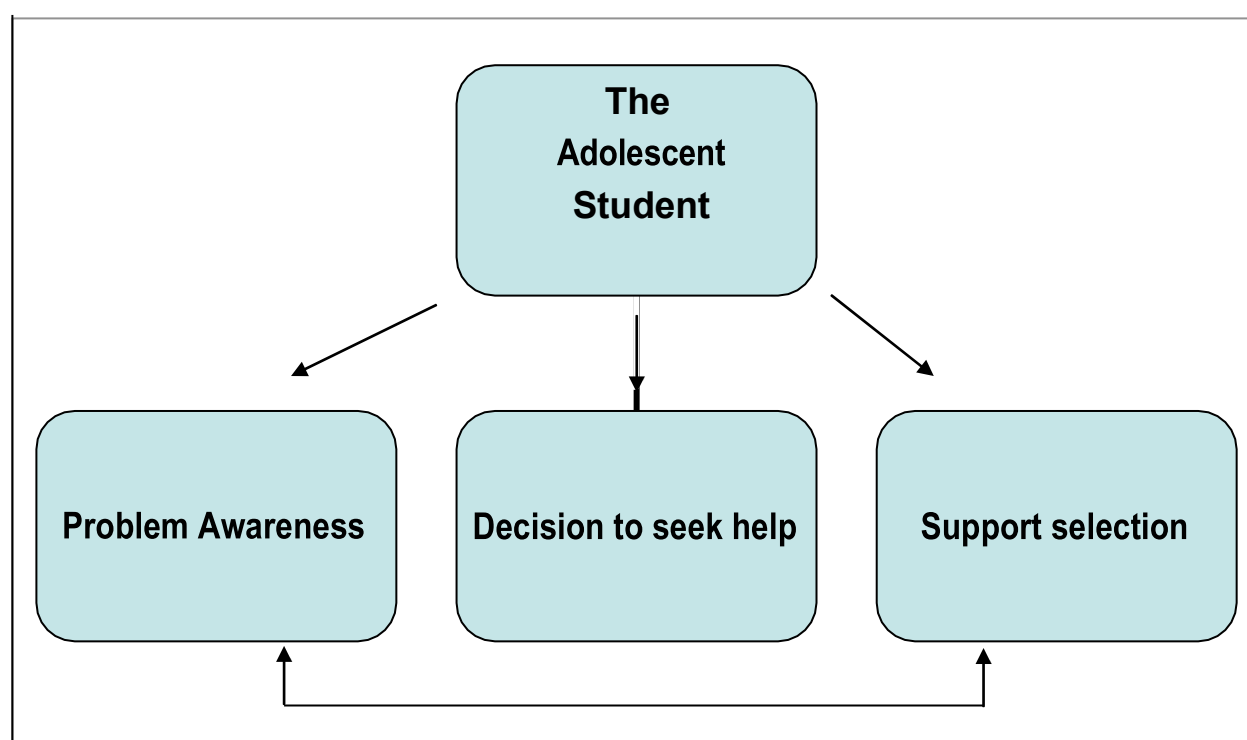 The
Adolescent
Student
Problem Awareness
Decision to seek help
Support selection